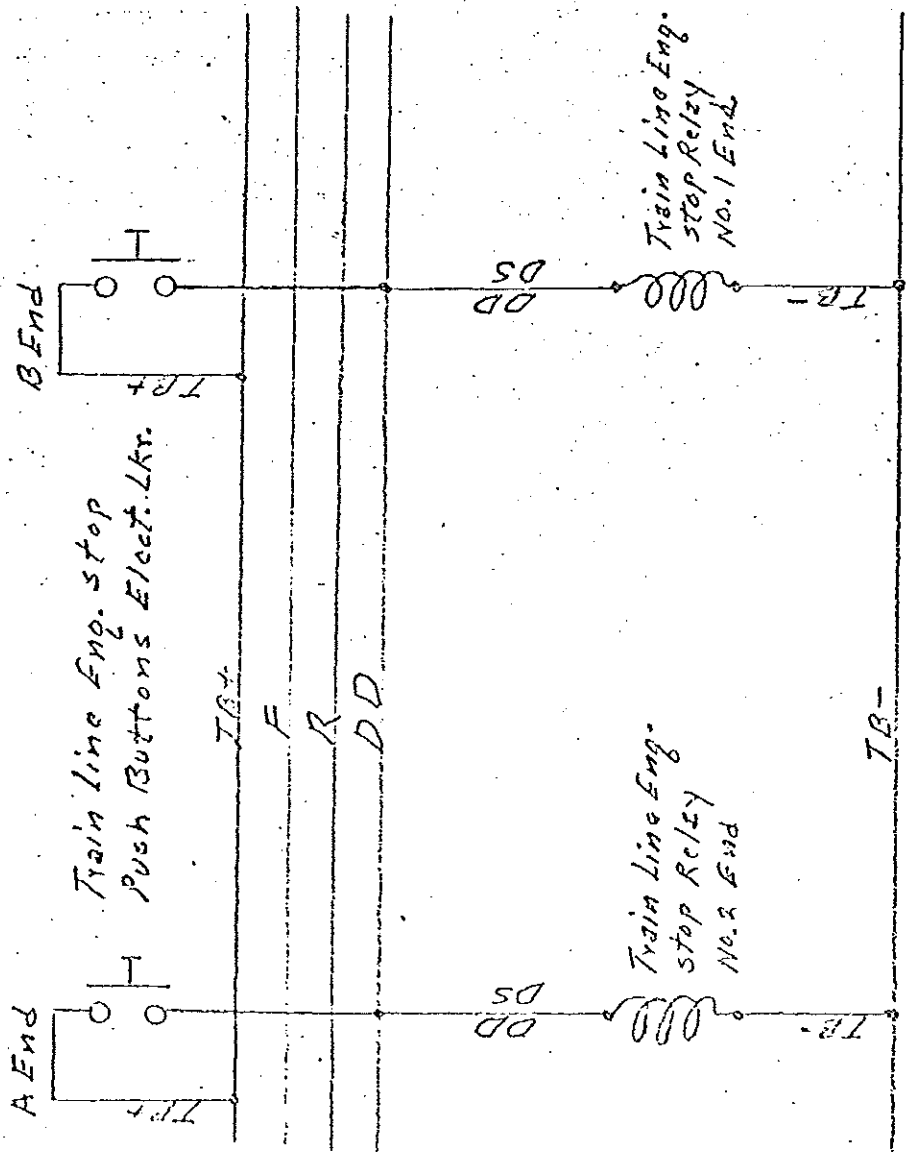 A End
B End
Train Line Eng. stop
Push Buttons Elect. Lkr.
TB+
TB+
TB+
F
R
DD
DD
DS
DD
DS
Train Line Eng.
stop Relay
No. 2 End
Train Line Eng.
stop Relay
No. 1 End
TB-
TB-
TB-